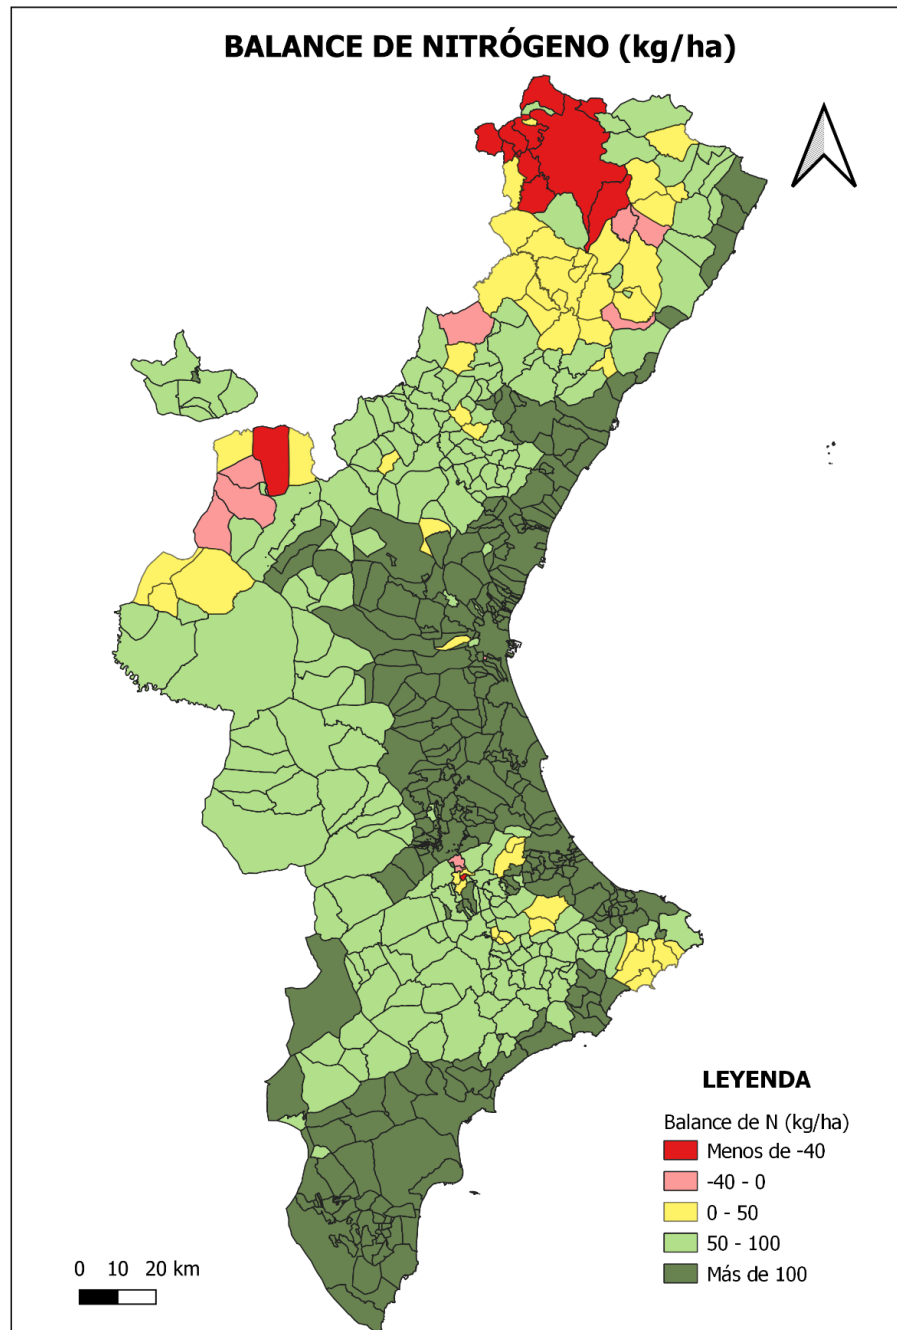 BALANCE DE NITRÓGENO (kg/ha)
LEYENDA
Balance de N (kg/ha)
Menos de -40
-40 - 0
0 - 50
50 - 100
Más de 100
0 10 20 km